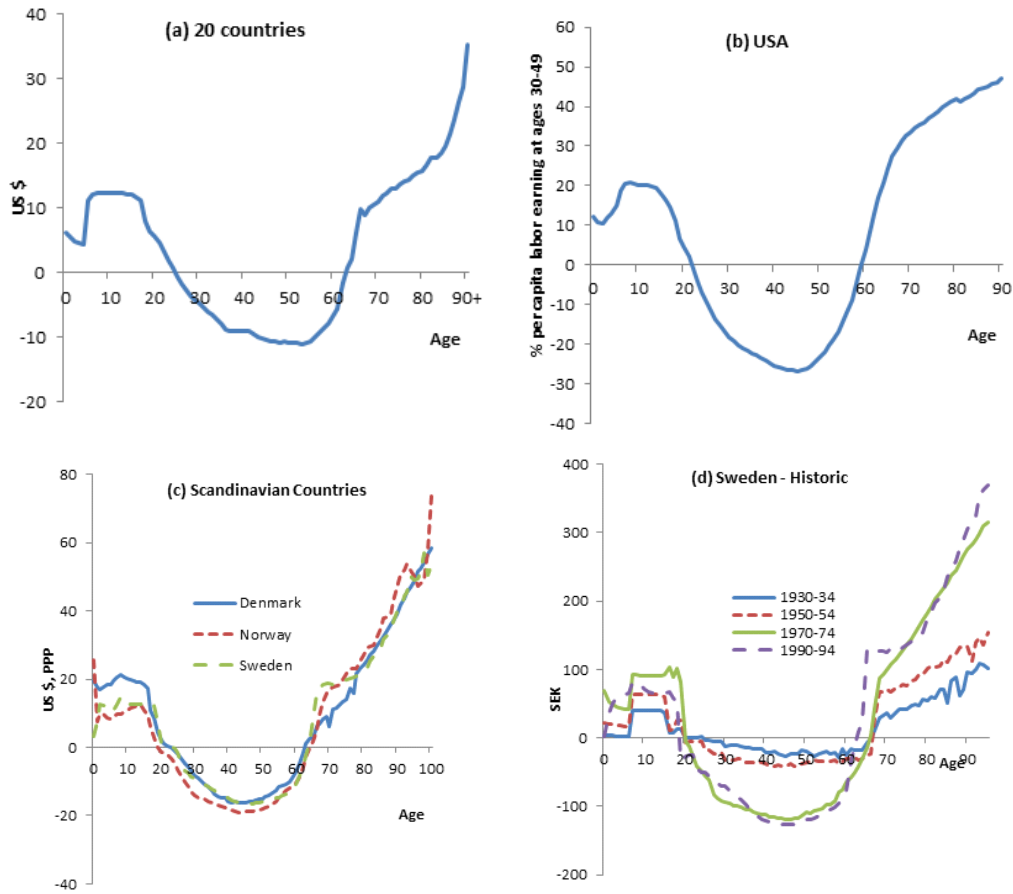 (a) 20 countries
US $
40
30
20
10
0
-10
-20
0 10 20 30 40 50 60 70 80 90+
Age
(b) USA
% per capita labor earning at ages 30-49
60
50
40
30
20
10
0
-10
-20
-30
-40
0 10 20 30 40 50 60 70 80 90
Age
(c) Scandinavian Countries
US $, PPP
80
60
40
20
0
-20
-40
Denmark
Norway
Sweden
0 10 20 30 40 50 60 70 80 90 100
Age
(d) Sweden - Historic
SEK
400
300
200
100
0
-100
-200
1930-34
1950-54
1970-74
1990-94
0 10 20 30 40 50 60 70 80 90
Age